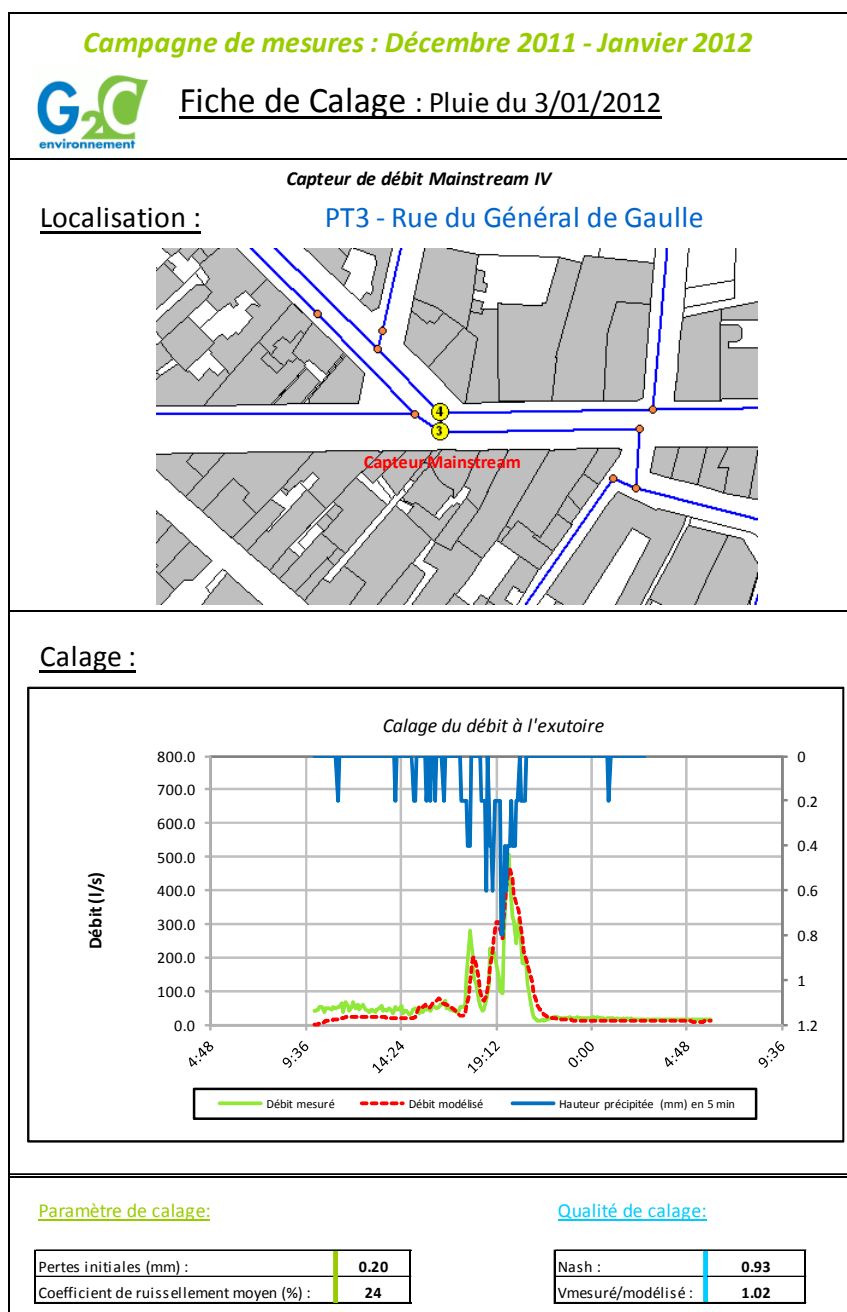 Campagne de mesures : Décembre 2011 - Janvier 2012
G2C
environnement
Fiche de Calage : Pluie du 3/01/2012
Capteur de débit Mainstream IV
Localisation :
PT3 - Rue du Général de Gaulle
4
3
Capteur Mainstream
Calage :
Calage du débit à l'exutoire
800.0
700.0
600.0
500.0
400.0
300.0
200.0
100.0
0.0
Débit (l/s)
0
0.2
0.4
0.6
0.8
1
1.2
4:48
9:36
14:24
19:12
0:00
4:48
9:36
Débit mesuré
Débit modélisé
Hauteur précipitée (mm) en 5 min
Paramètre de calage:
Pertes initiales (mm) : 0.20
Coefficient de ruissellement moyen (%) : 24
Qualité de calage:
Nash : 0.93
Vmesuré/modélisé : 1.02